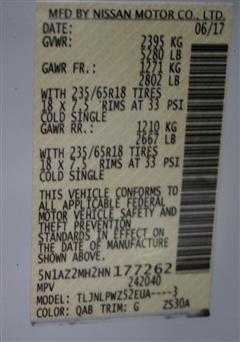 MFD BY NISSAN MOTOR CO., LTD.
DATE: 06/17
GVWR: 2395 KG
5280 LB
GAWR FR.: 1271 KG
2802 LB
WITH 235/65R18 TIRES
18 X 7.5 RIMS AT 33 PSI
COLD SINGLE
GAWR RR.: 1210 KG
2667 LB
WITH 235/65R18 TIRES
18 X 7.5 RIMS AT 33 PSI
COLD SINGLE
THIS VEHICLE CONFORMS TO
ALL APPLICABLE FEDERAL
MOTOR VEHICLE SAFETY AND
THEFT PREVENTION
STANDARDS IN EFFECT ON
THE DATE OF MANUFACTURE
SHOWN ABOVE.
5N1AZ2MH2HN177262
MPV 242040
MODEL: TLJNLPWZ52EUA----3
COLOR: QAB TRIM: G ZS30A